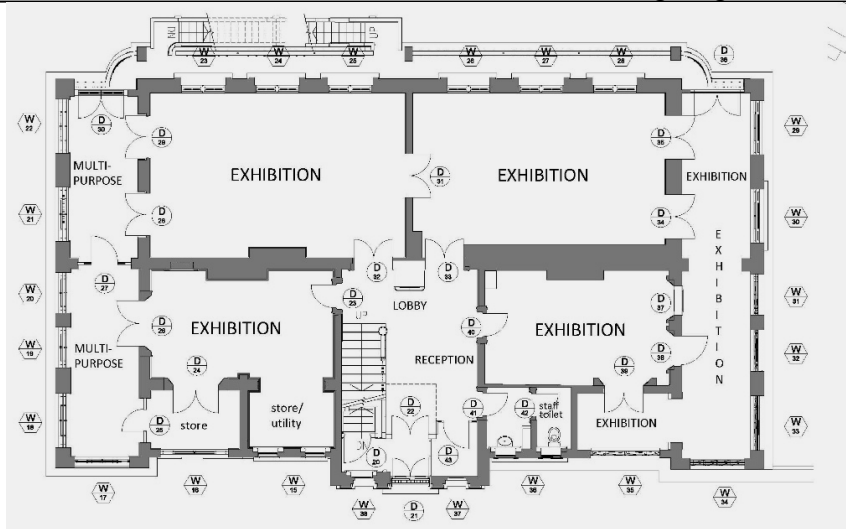 DN
UP
W 23
W 24
W 25
W 26
W 27
W 28
D 36
W 22
D 30
D 29
D 35
W 29
MULTI-
PURPOSE
EXHIBITION
D 31
EXHIBITION
EXHIBITION
W 21
D 28
D 34
W 30
D 27
D 32
D 33
EXHIBITION
W 20
D 23
LOBBY
D 37
W 31
D 26
EXHIBITION
UP
D 40
EXHIBITION
W 19
MULTI-
PURPOSE
D 24
RECEPTION
D 38
W 32
D 39
W 18
D 25
store
store/
utility
D 22
D 41
D 42
staff
toilet
EXHIBITION
W 33
D 20
D 43
W 17
W 16
W 15
W 38
D 21
W 37
W 36
W 35
W 34